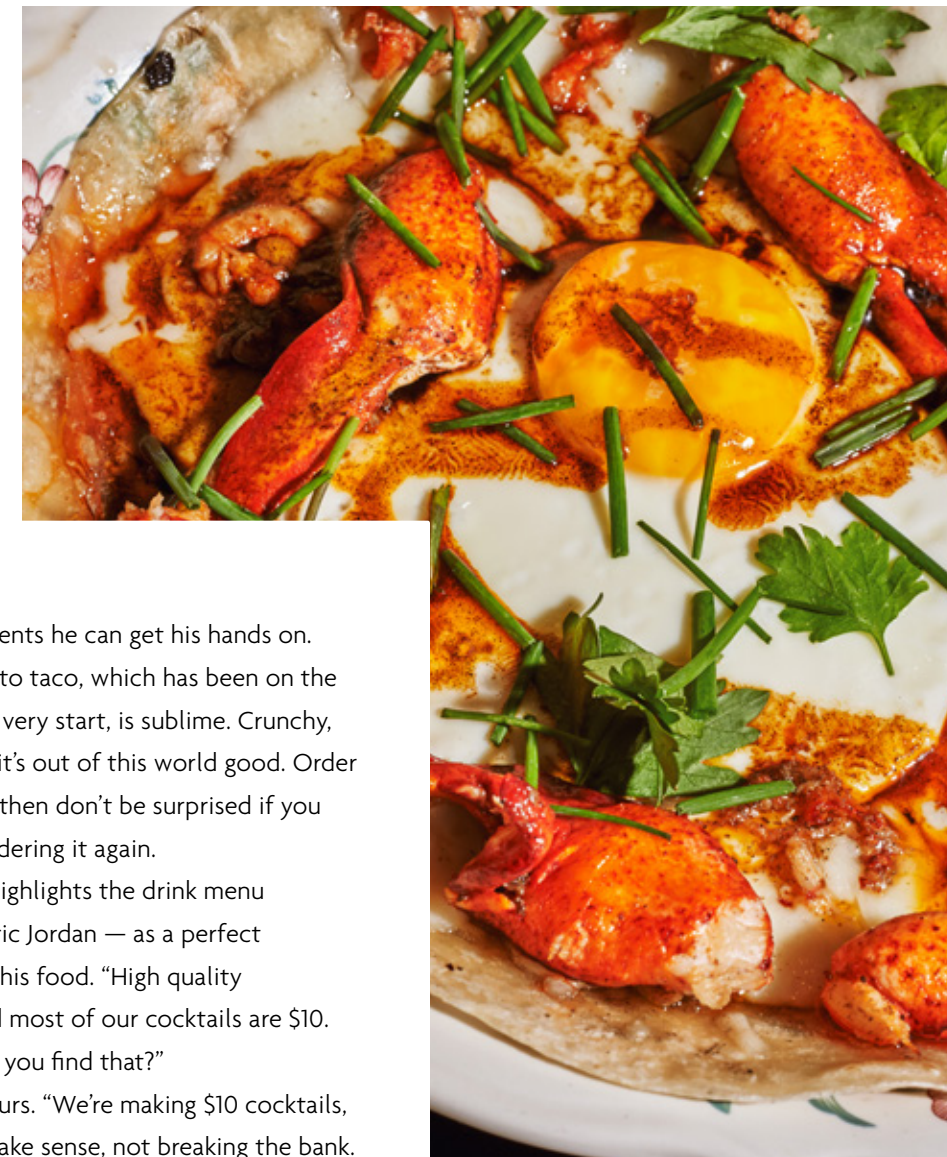 ents he can get his hands on.
to taco, which has been on the
very start, is sublime. Crunchy,
it’s out of this world good. Order
then don’t be surprised if you
dering it again.
ighlights the drink menu
ric Jordan — as a perfect
his food. “High quality
most of our cocktails are $10.
you find that?”
urs. “We’re making $10 cocktails,
ake sense, not breaking the bank.